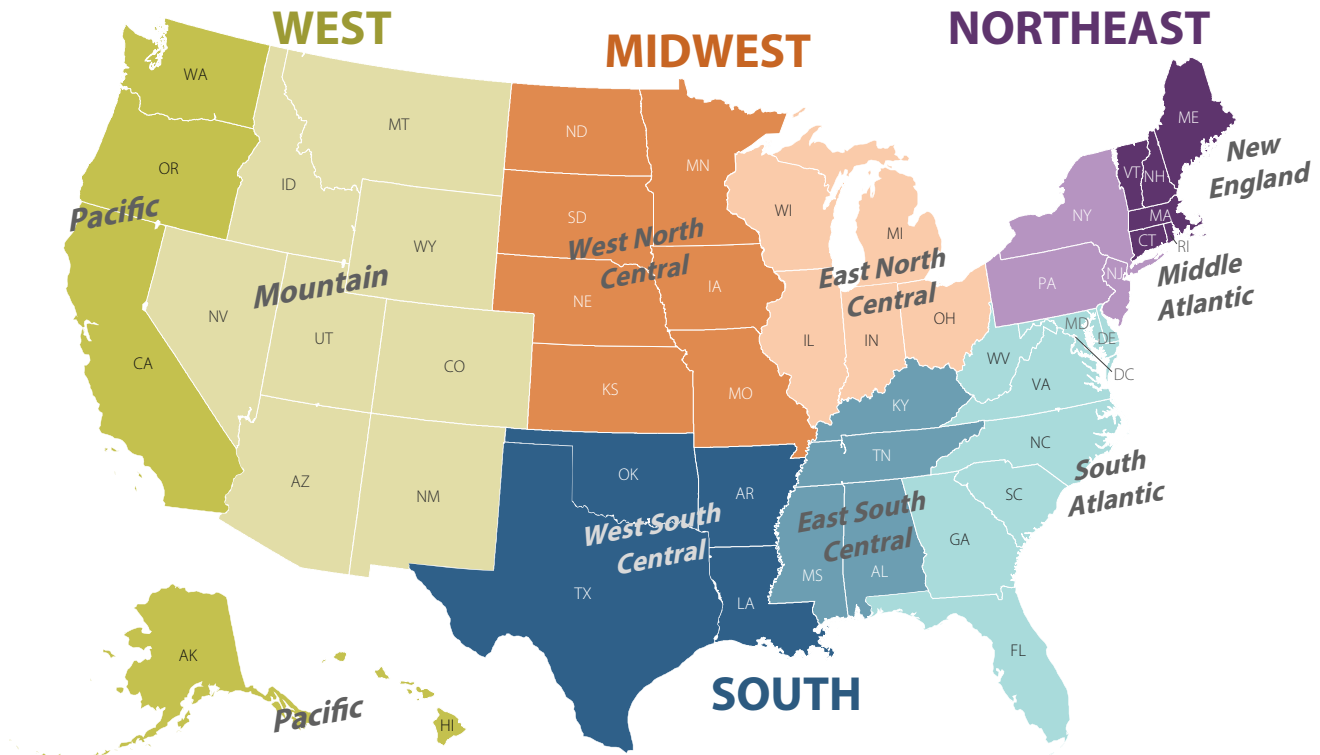 WEST
MIDWEST
NORTHEAST
WA
MT
ND
MN
ME
OR
ID
SD
WI
MI
VT
NH
New
England
Pacific
WY
West North
Central
NY
MA
CT
RI
Mountain
NE
IA
East North
Central
PA
NJ
Middle
Atlantic
NV
UT
CO
IL
IN
OH
MD
DE
DC
CA
KS
MO
WV
VA
KY
AZ
NM
OK
AR
TN
NC
SC
South
Atlantic
West South
Central
East South
Central
GA
TX
LA
MS
AL
FL
AK
HI
Pacific
SOUTH